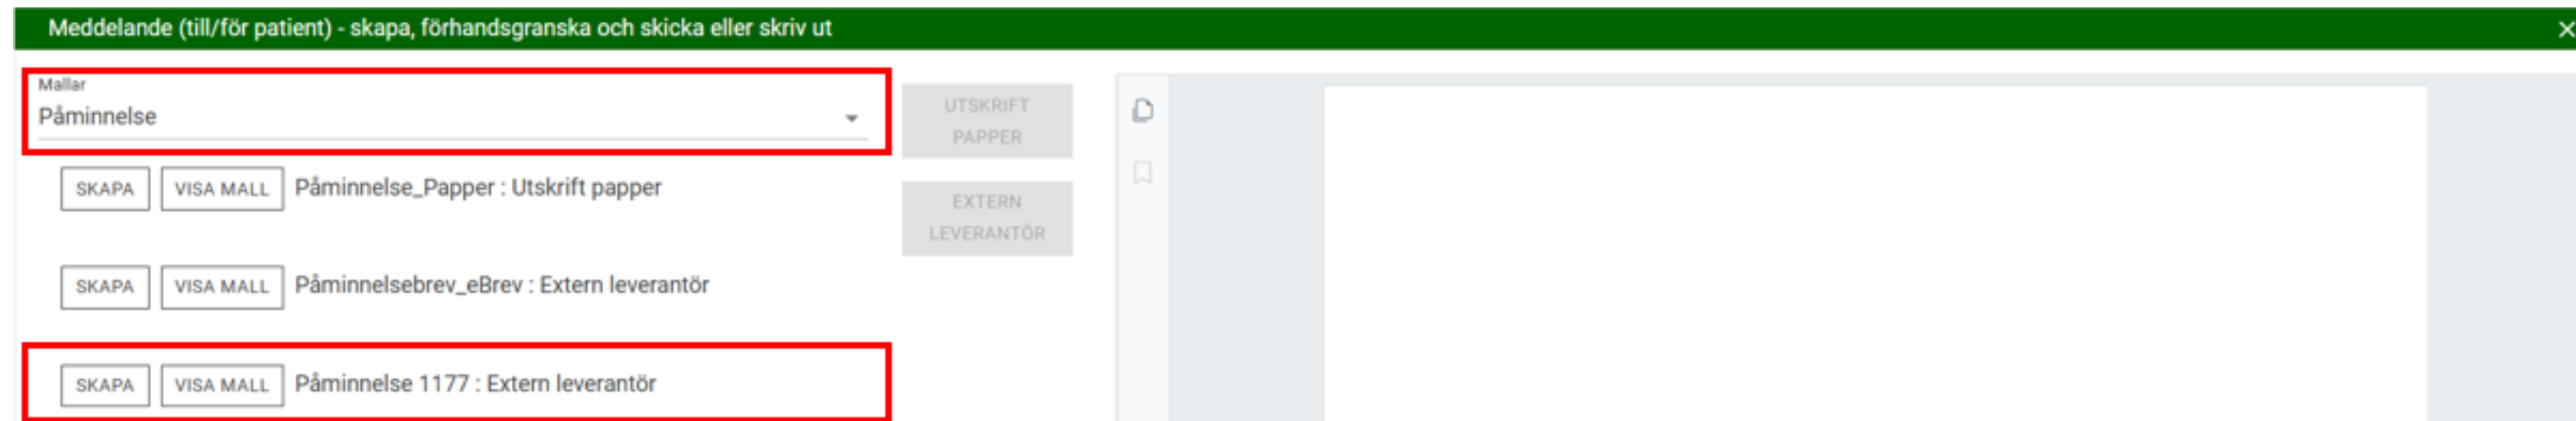 Meddelande (till/för patient) - skapa, förhandsgranska och skicka eller skriv ut
Mallar
Påminnelse
UTSKRIFT
PAPPER
SKAPA VISA MALL Påminnelse_Papper : Utskrift papper
EXTERN
LEVERANTÖR
SKAPA VISA MALL Påminnelsebrev_eBrev : Extern leverantör
SKAPA VISA MALL Påminnelse 1177 : Extern leverantör